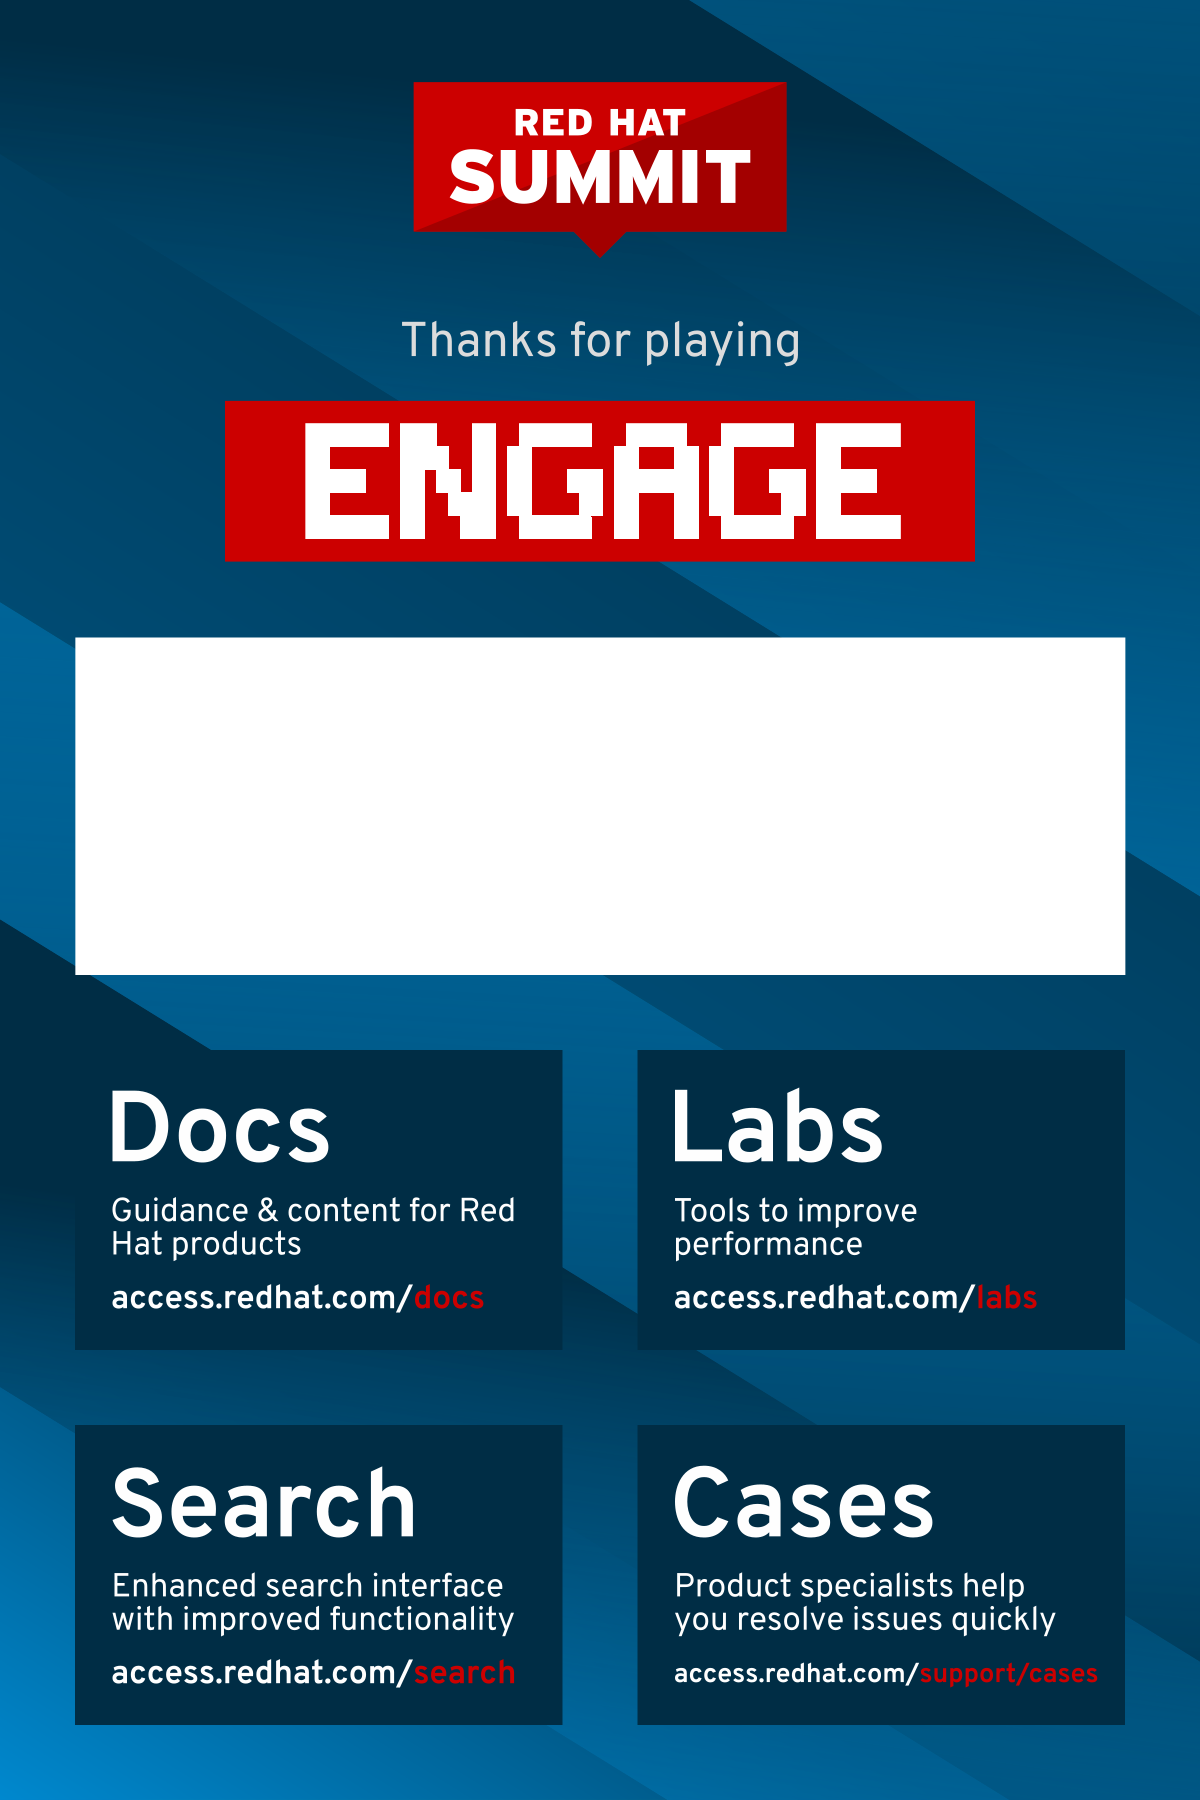 RED HAT
SUMMIT
Thanks for playing
ENGAGE
Docs
Guidance & content for Red
Hat products
access.redhat.com/docs
Labs
Tools to improve
performance
access.redhat.com/labs
Search
Enhanced search interface
with improved functionality
access.redhat.com/search
Cases
Product specialists help
you resolve issues quickly
access.redhat.com/support/cases